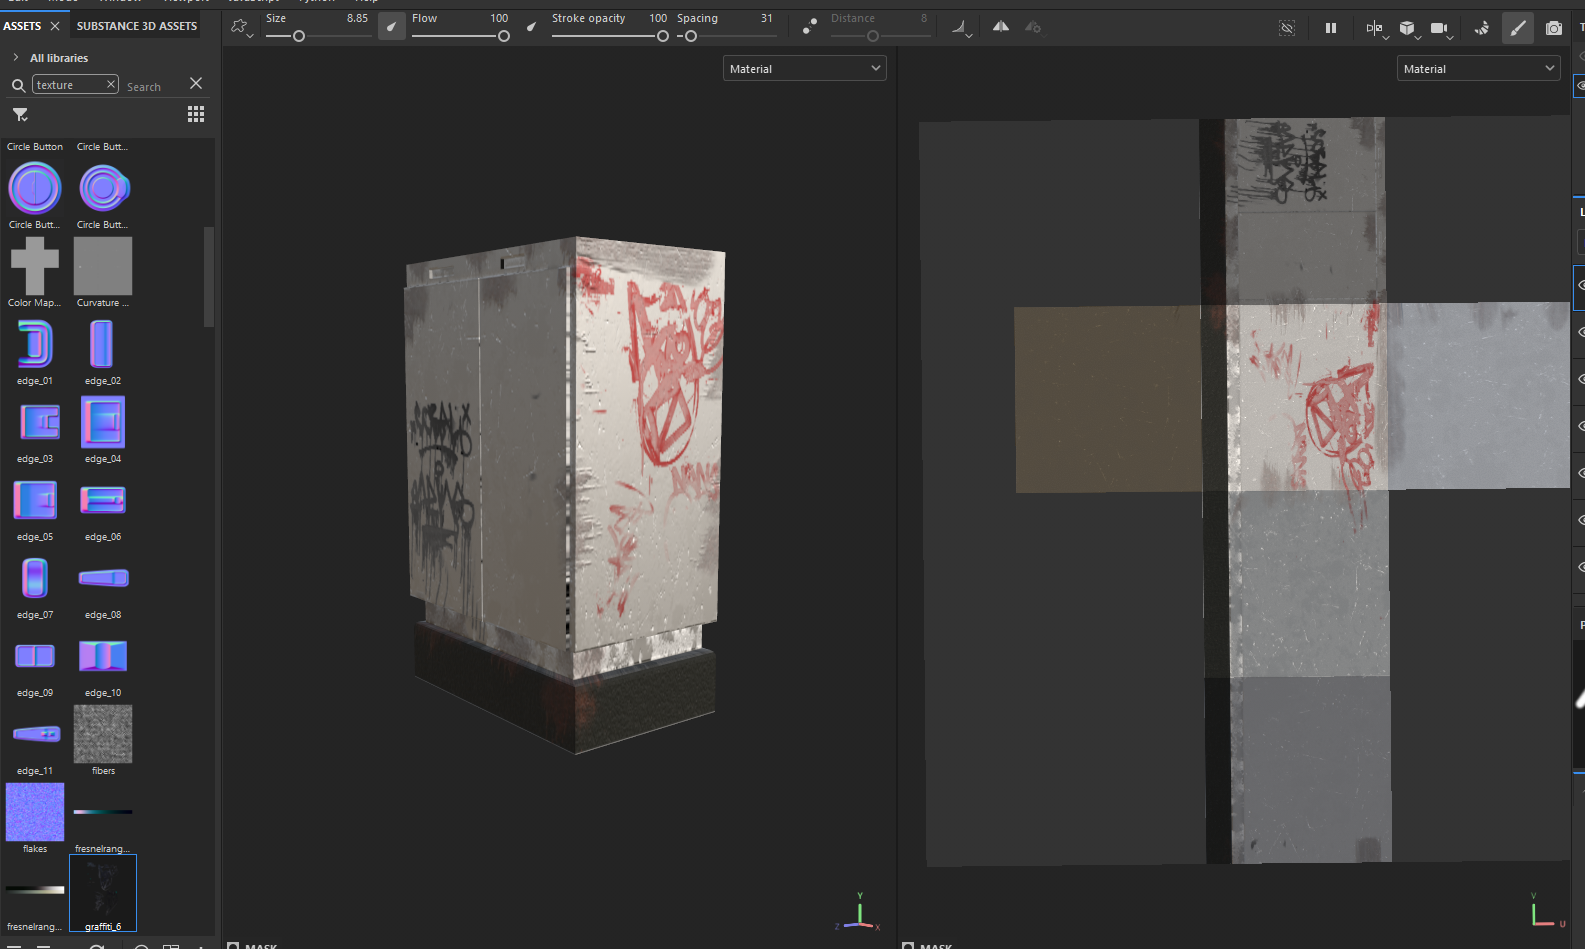 ASSETS
SUBSTANCE 3D ASSETS
Size 8.85
Flow 100
Stroke opacity 100
Spacing 31
Distance 8
All libraries
texture
Search
Material
Material
Circle Button
Circle Butt...
Circle Butt...
Circle Butt...
Color Map...
Curvature ...
edge_01
edge_02
edge_03
edge_04
edge_05
edge_06
edge_07
edge_08
edge_09
edge_10
edge_11
fibers
flakes
fresnelrang...
fresnelrang...
graffiti_6
Y
Z
X
V
U
MASK
MASK